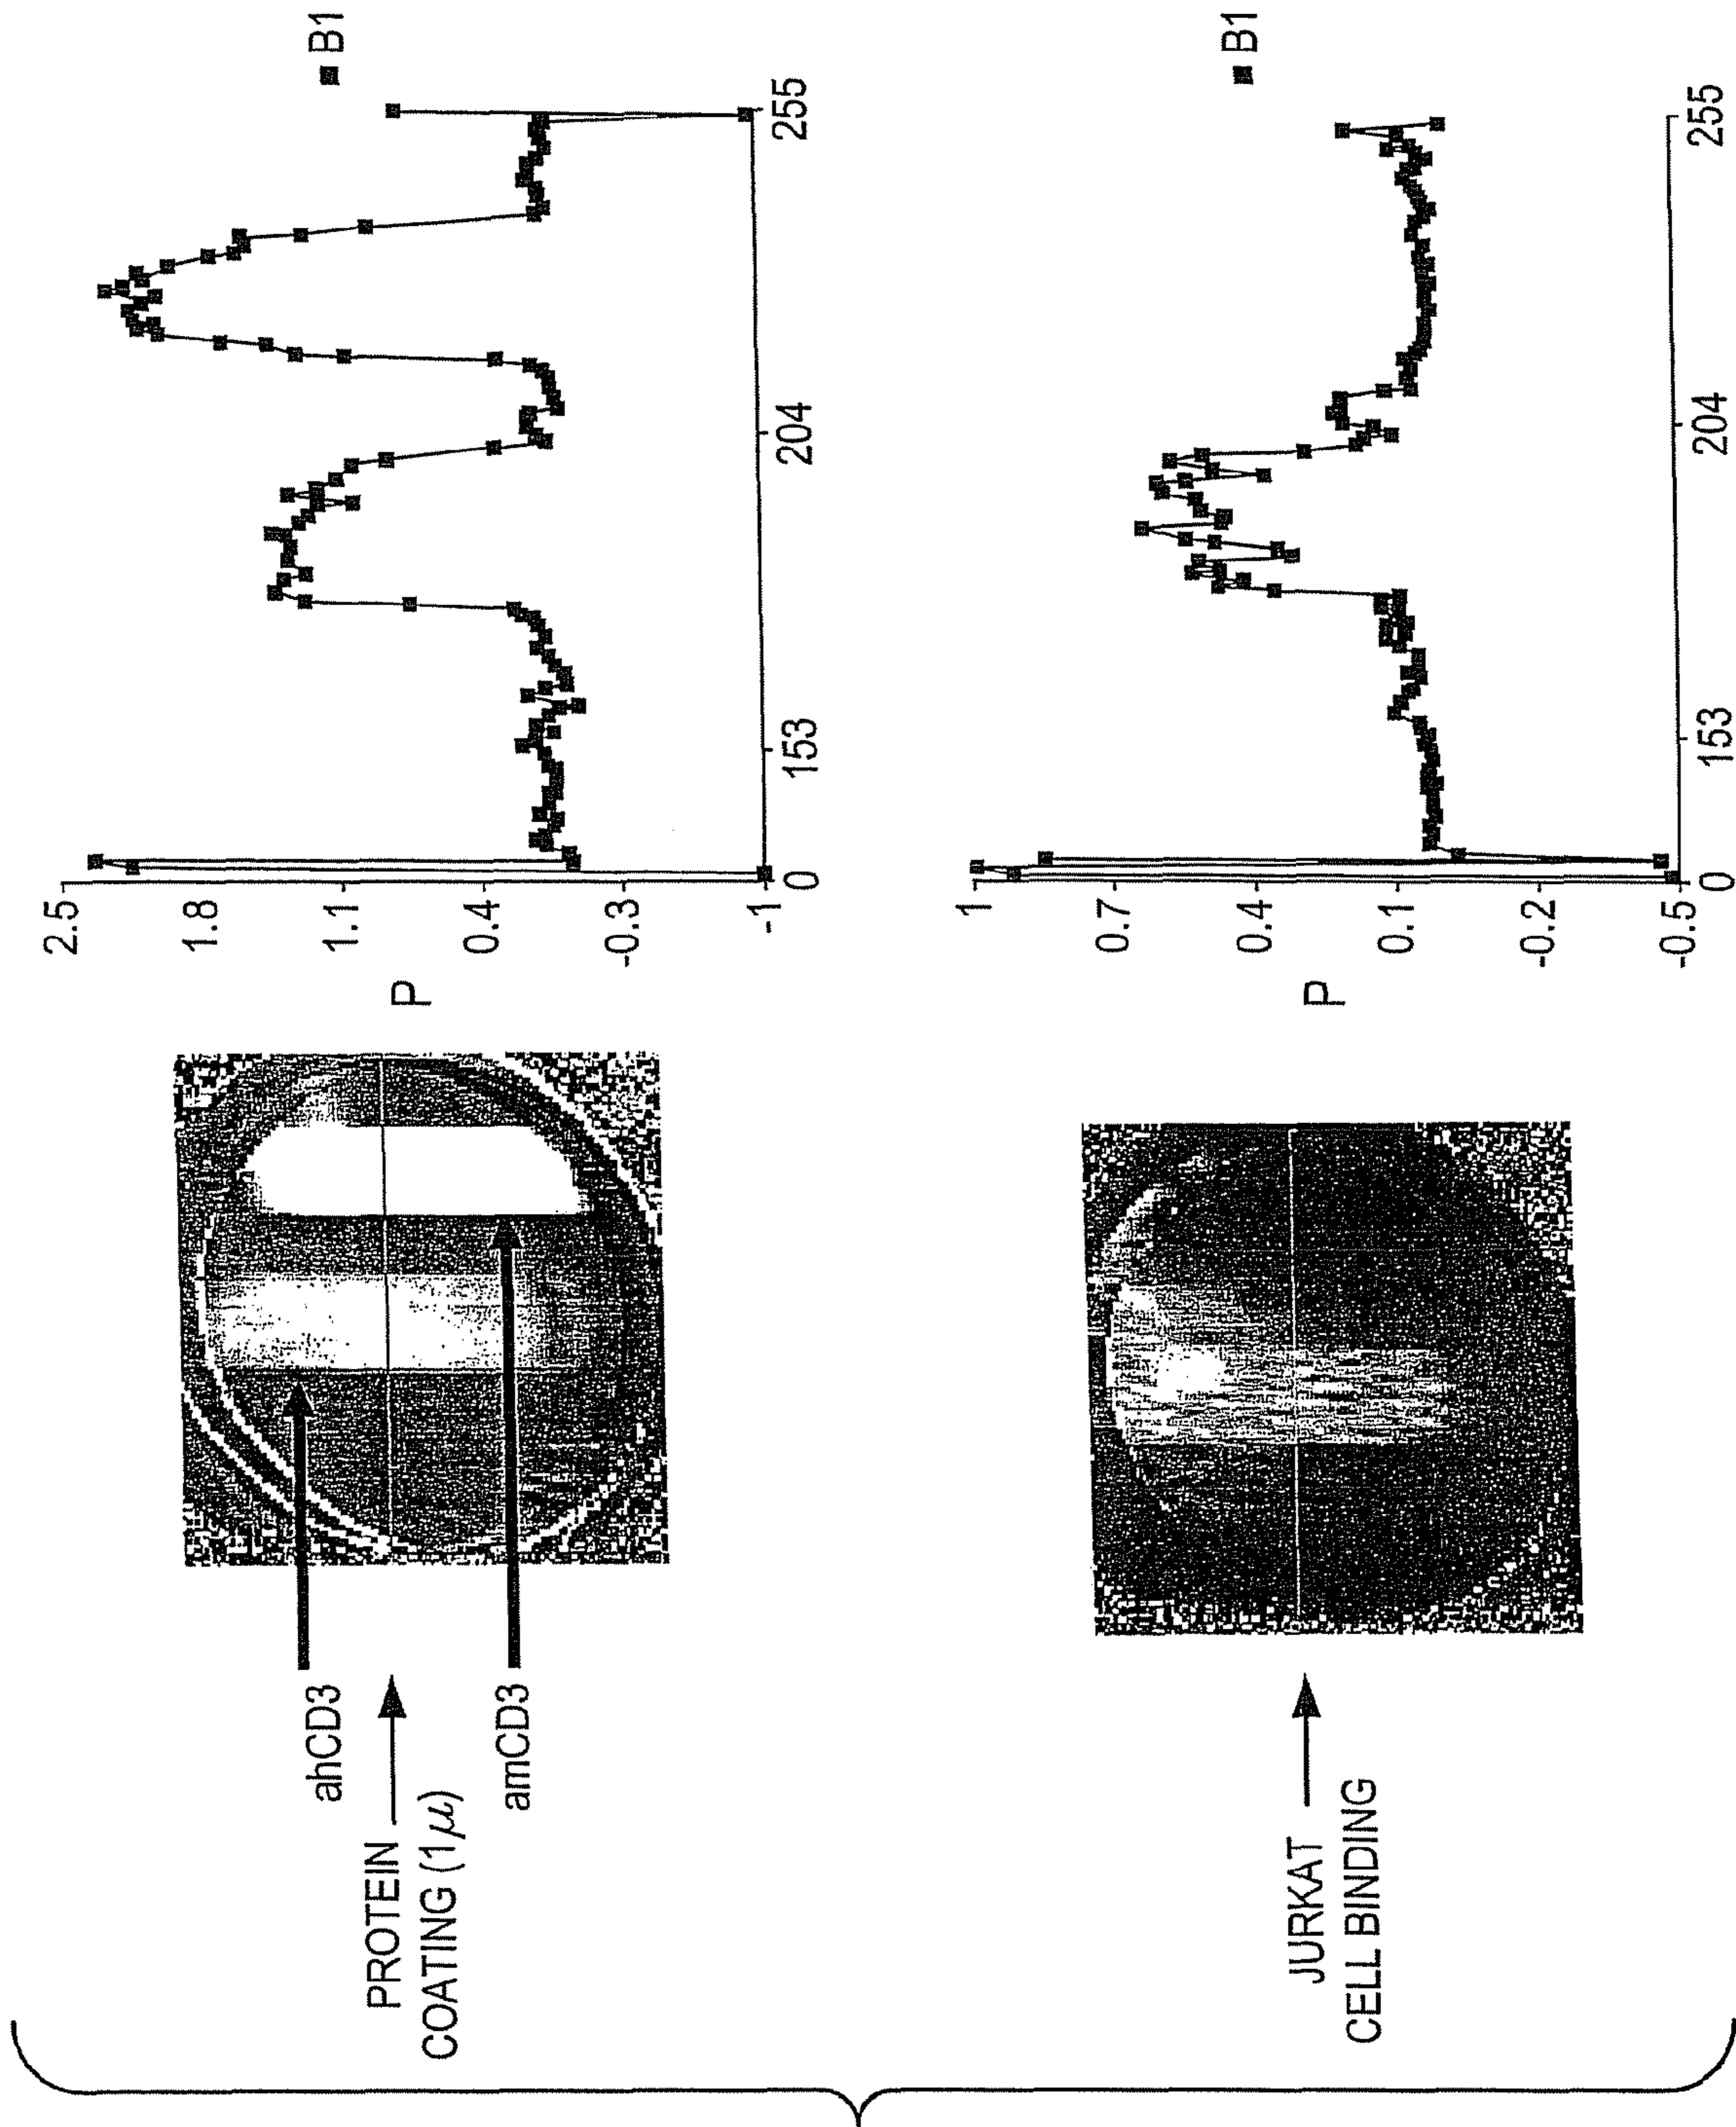 ahCD3
PROTEIN
COATING (1μ)
amCD3
P
2.5
1.8
1.1
0.4
-0.3
-1
0
153
204
255
B1
JURKAT
CELL BINDING
P
1
0.7
0.4
0.1
-0.2
-0.5
0
153
204
255
B1